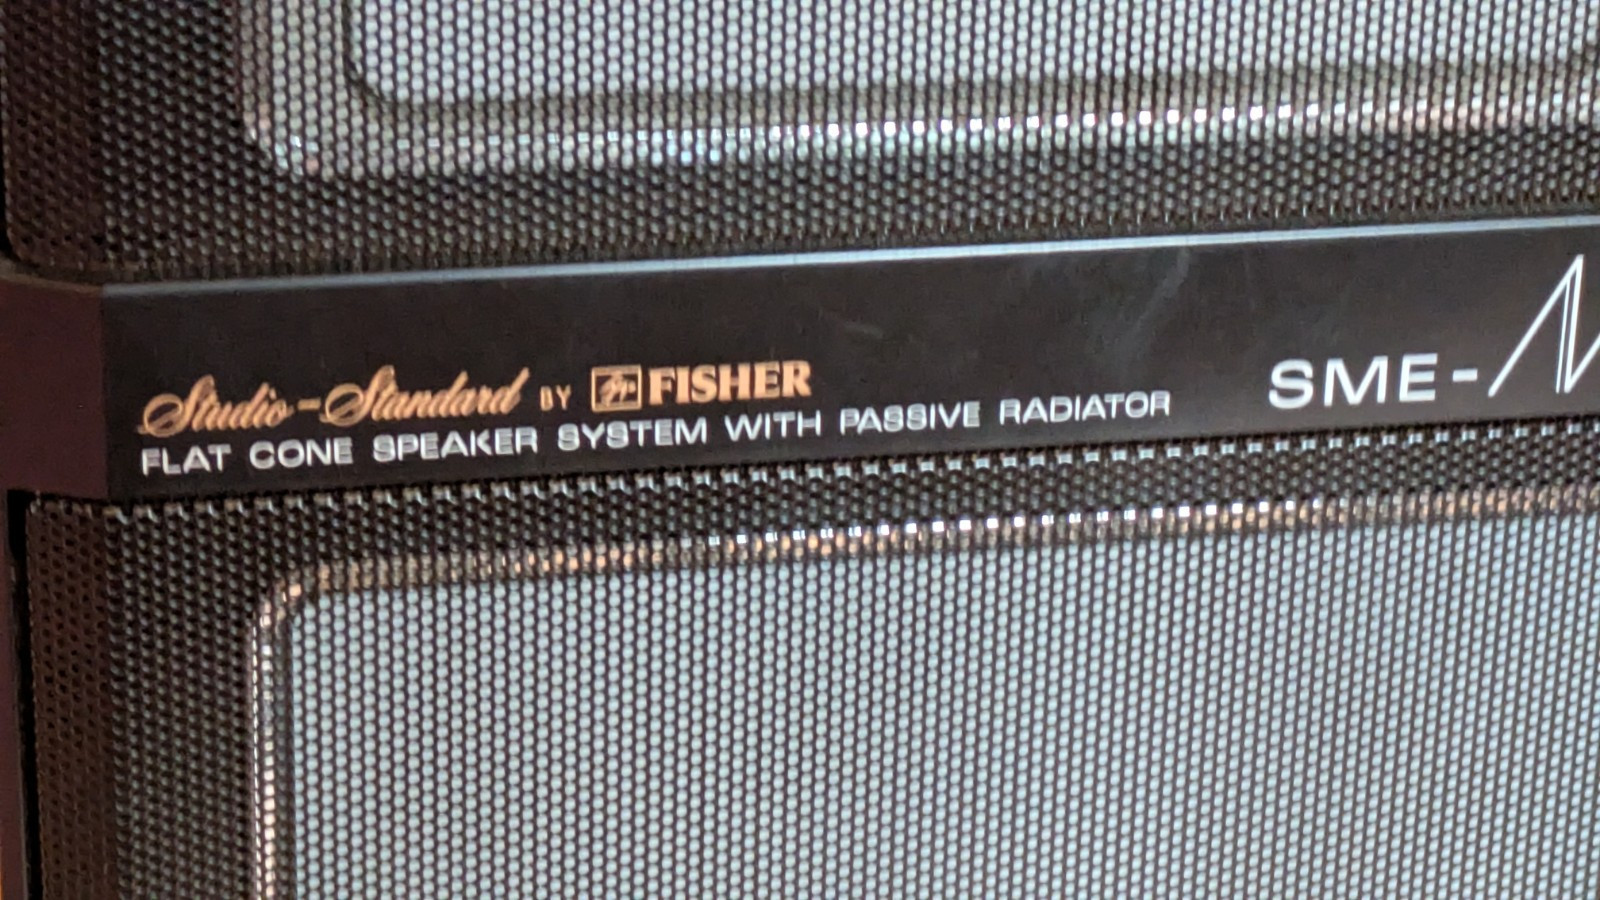 Studio-Standard BY FISHER
FLAT CONE SPEAKER SYSTEM WITH PASSIVE RADIATOR
SME-